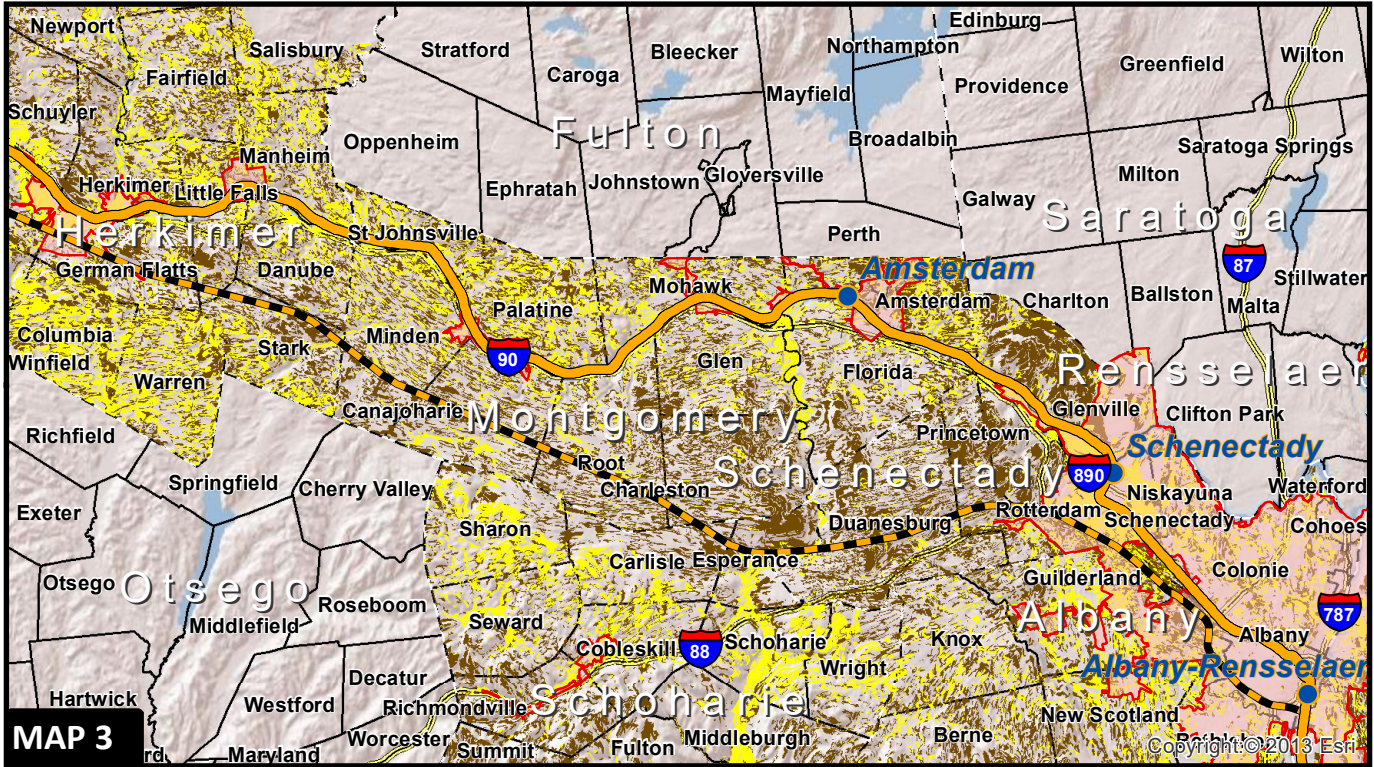 Newport
Salisbury
Stratford
Bleecker
Edinburg
Northampton
Wilton
Greenfield
Fairfield
Caroga
Mayfield
Providence
Schuyler
Oppenheim
Fulton
Broadalbin
Saratoga Springs
Manheim
Milton
Herkimer
Little Falls
Ephratah
Johnstown
Gloversville
Galway
Saratoga
Herkimer
St Johnsville
Perth
87
Stillwater
German Flatts
Danube
Mohawk
Amsterdam
Amsterdam
Charlton
Ballston
Malta
Palatine
Columbia
Minden
Winfield
Stark
90
Glen
Florida
Rensselaer
Warren
Canajoharie
Montgomery
Glenville
Clifton Park
Richfield
Princetown
Schenectady
Root
Schenectady
890
Springfield
Cherry Valley
Charleston
Niskayuna
Waterford
Exeter
Sharon
Duanesburg
Rotterdam
Schenectady
Cohoes
Carlisle
Esperance
Otsego
Otsego
Guilderland
Colonie
Roseboom
Middlefield
Seward
Albany
787
Cobleskill
88
Schoharie
Knox
Albany
Wright
Albany-Rensselaer
Decatur
Hartwick
Westford
Richmondville
Schoharie
New Scotland
MAP 3
Worcester
Middleburgh
Berne
rd
Maryland
Summit
Fulton
Copyright:© 2013 Esri